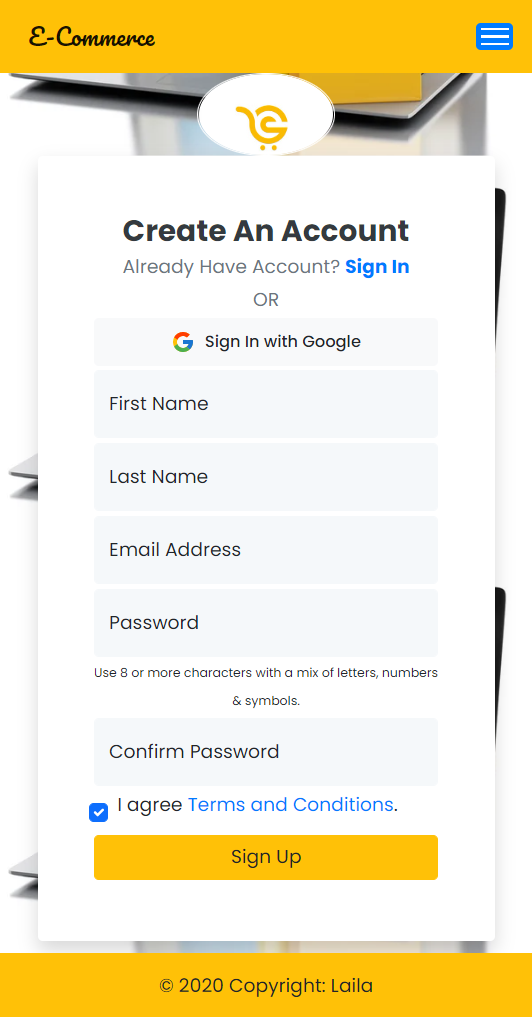 E-Commerce
Create An Account
Already Have Account? Sign In
OR
Sign In with Google
First Name
Last Name
Email Address
Password
Use 8 or more characters with a mix of letters, numbers
& symbols.
Confirm Password
I agree Terms and Conditions.
Sign Up
© 2020 Copyright: Laila